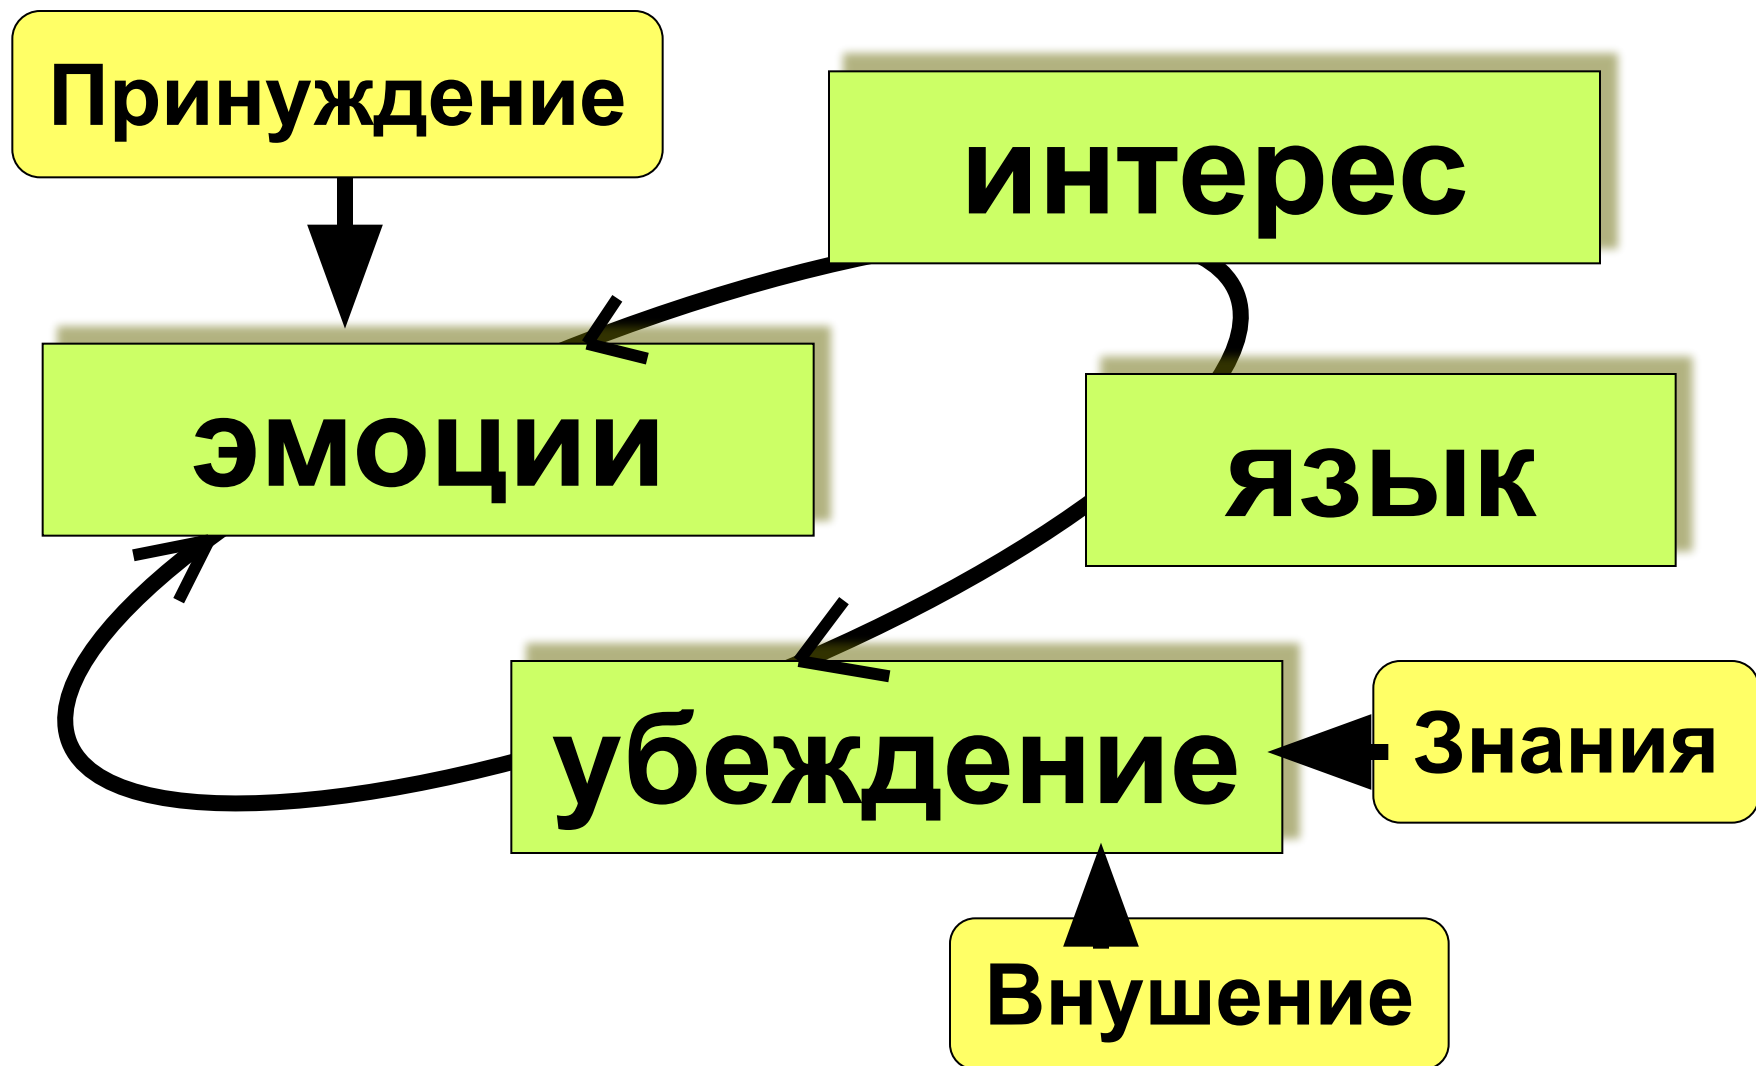 Принуждение
интерес
эмоции
язык
убеждение
Знания
Внушение